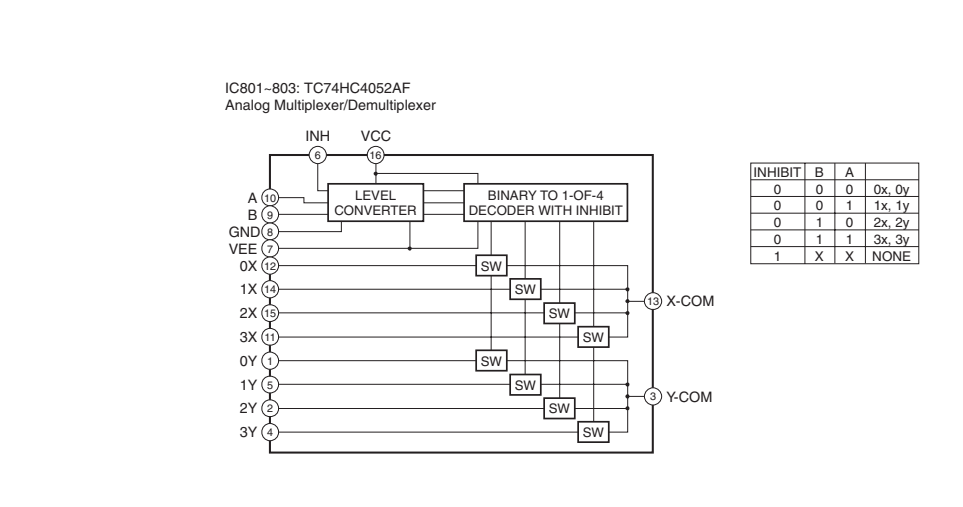 IC801~803: TC74HC4052AF
Analog Multiplexer/Demultiplexer
INH VCC
6 16
A 10
B 9
GND 8
VEE 7
0X 12
1X 14
2X 15
3X 11
0Y 1
1Y 5
2Y 2
3Y 4
LEVEL
CONVERTER
BINARY TO 1-OF-4
DECODER WITH INHIBIT
SW
SW
SW
SW
SW
SW
SW
SW
13 X-COM
3 Y-COM
INHIBIT B A
0 0 0 0x, 0y
0 0 1 1x, 1y
0 1 0 2x, 2y
0 1 1 3x, 3y
1 X X NONE